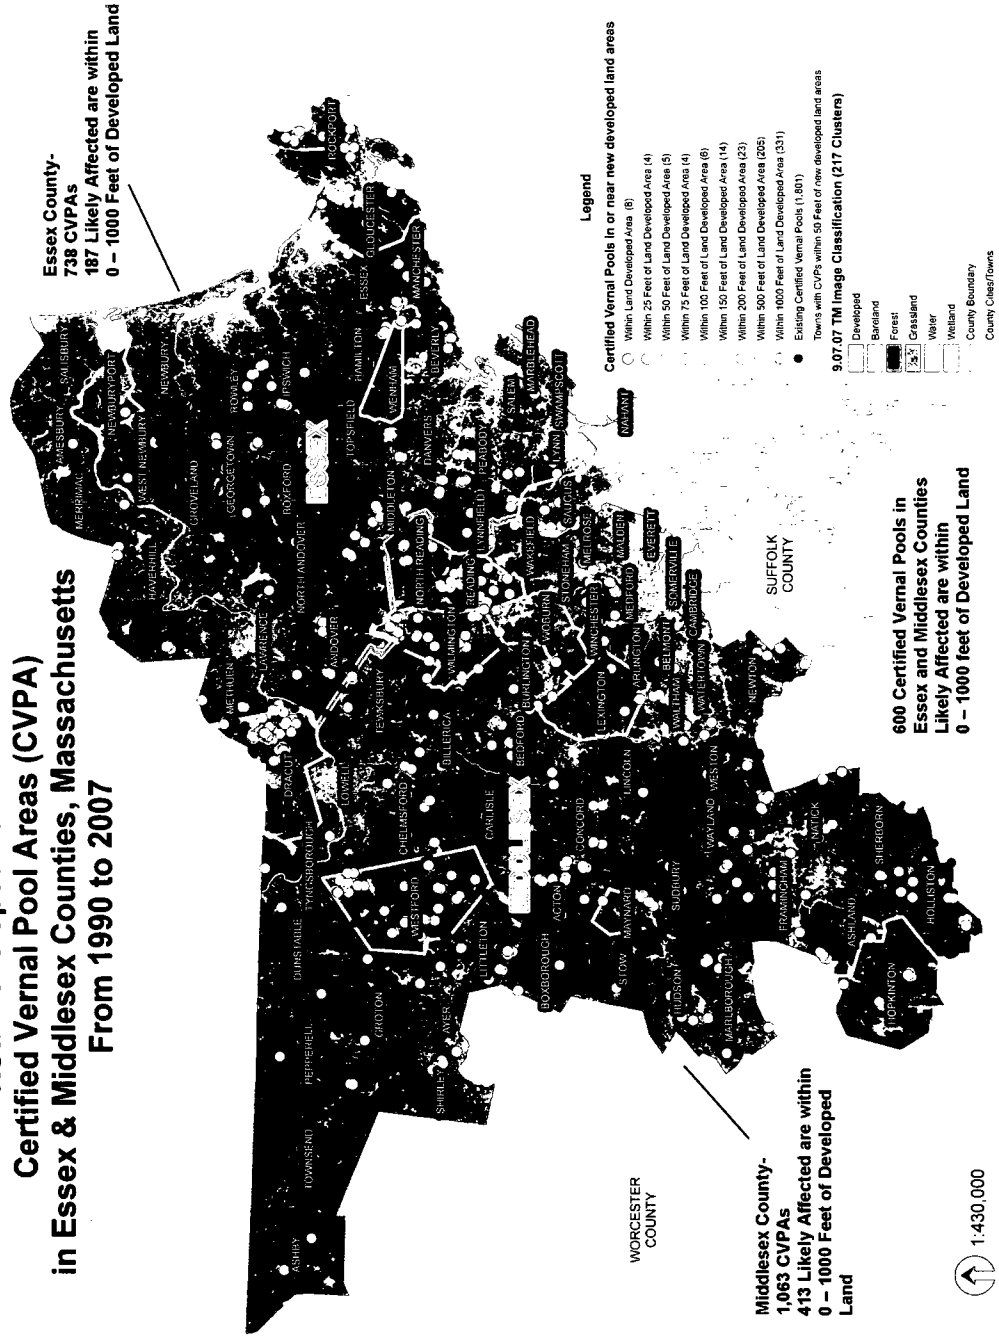 Certified Vernal Pool Areas (CVPA)
in Essex & Middlesex Counties, Massachusetts
From 1990 to 2007
Essex County-
738 CVPAs
187 Likely Affected are within
0 – 1000 Feet of Developed Land
AMESBURY
SALISBURY
MERRIMAC
NEWBURYPORT
WEST NEWBURY
NEWBURY
HAVERHILL
GROVELAND
GEORGETOWN
ROWLEY
IPSWICH
METHUEN
LAWRENCE
NORTH ANDOVER
ANDOVER
BOXFORD
ESSEX
TOPSFIELD
HAMILTON
WENHAM
ESSEX
GLOUCESTER
ROCKPORT
MANCHESTER
BEVERLY
MIDDLETON
DANVERS
PEABODY
SALEM
MARBLEHEAD
LYNNFIELD
LYNN
SWAMPSCOTT
NAHANT
SAUGUS
DRACUT
TYNGSBOROUGH
LOWELL
TEWKSBURY
WILMINGTON
NORTH READING
READING
WAKEFIELD
STONEHAM
MELROSE
MALDEN
EVERETT
MEDFORD
SOMERVILLE
CAMBRIDGE
WINCHESTER
WOBURN
BURLINGTON
BILLERICA
BEDFORD
LEXINGTON
ARLINGTON
BELMONT
WALTHAM
WATERTOWN
NEWTON
CHELMSFORD
CARLISLE
LINCOLN
WESTON
WESTFORD
CONCORD
WAYLAND
DUNSTABLE
LITTLETON
ACTON
MAYNARD
SUDBURY
FRAMINGHAM
NATICK
SHERBORN
PEPPERELL
GROTON
AYER
SHIRLEY
BOXBOROUGH
STOW
HUDSON
MARLBOROUGH
ASHLAND
HOLLISTON
HOPKINTON
TOWNSEND
ASHBY
WORCESTER
COUNTY
SUFFOLK
COUNTY
Middlesex County-
1,063 CVPAs
413 Likely Affected are within
0 – 1000 Feet of Developed
Land
600 Certified Vernal Pools in
Essex and Middlesex Counties
Likely Affected are within
0 – 1000 feet of Developed Land
Legend
Certified Vernal Pools In or near new developed land areas
Within Land Developed Area (8)
Within 25 Feet of Land Developed Area (4)
Within 50 Feet of Land Developed Area (5)
Within 75 Feet of Land Developed Area (4)
Within 100 Feet of Land Developed Area (6)
Within 150 Feet of Land Developed Area (14)
Within 200 Feet of Land Developed Area (23)
Within 500 Feet of Land Developed Area (205)
Within 1000 Feet of Land Developed Area (331)
Existing Certified Vernal Pools (1,801)
Towns with CVPs within 50 Feet of new developed land areas
9.07.07 TM Image Classification (217 Clusters)
Developed
Bareland
Forest
Grassland
Water
Wetland
County Boundary
County Cities/Towns
1:430,000